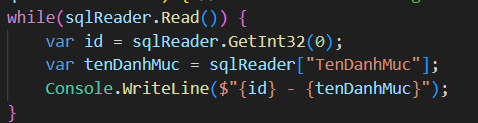 while(sqlReader.Read()) {
    var id = sqlReader.GetInt32(0);
    var tenDanhMuc = sqlReader["TenDanhMuc"];
    Console.WriteLine($"{id} - {tenDanhMuc}");
}